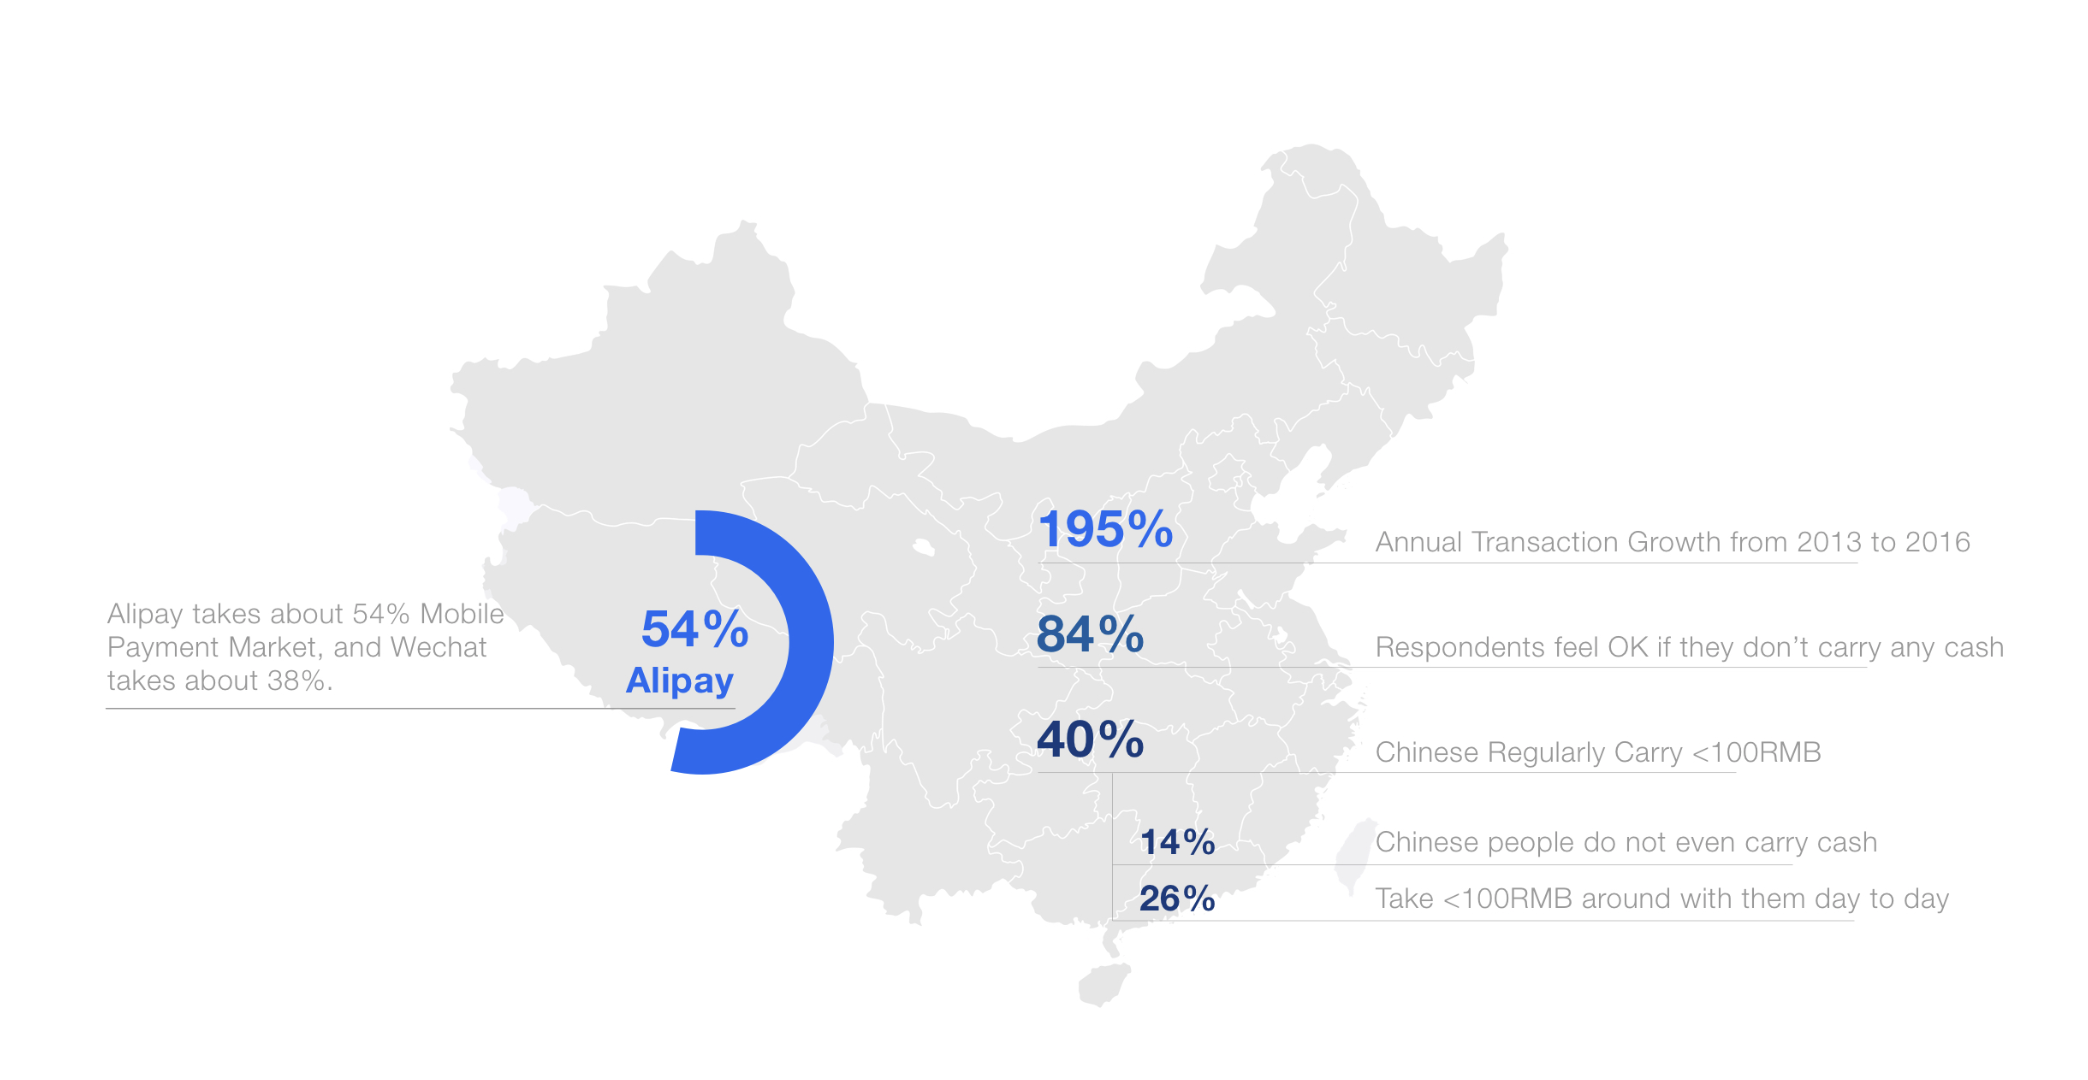 Alipay takes about 54% Mobile
Payment Market, and Wechat
takes about 38%.
54%
Alipay
195%
Annual Transaction Growth from 2013 to 2016
84%
Respondents feel OK if they don’t carry any cash
40%
Chinese Regularly Carry <100RMB
14%
Chinese people do not even carry cash
26%
Take <100RMB around with them day to day